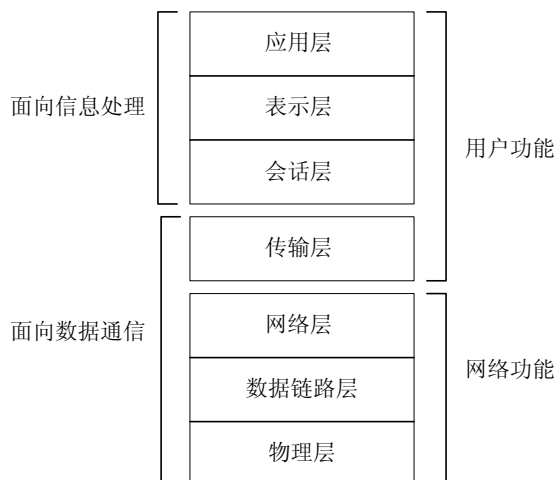 应用层
表示层
会话层
传输层
网络层
数据链路层
物理层
面向信息处理
面向数据通信
用户功能
网络功能